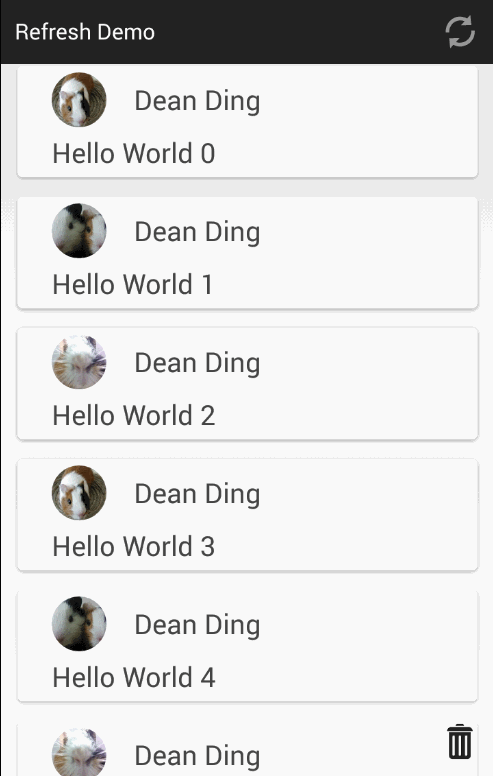 Refresh Demo
Dean Ding
Hello World 0
Dean Ding
Hello World 1
Dean Ding
Hello World 2
Dean Ding
Hello World 3
Dean Ding
Hello World 4
Dean Ding